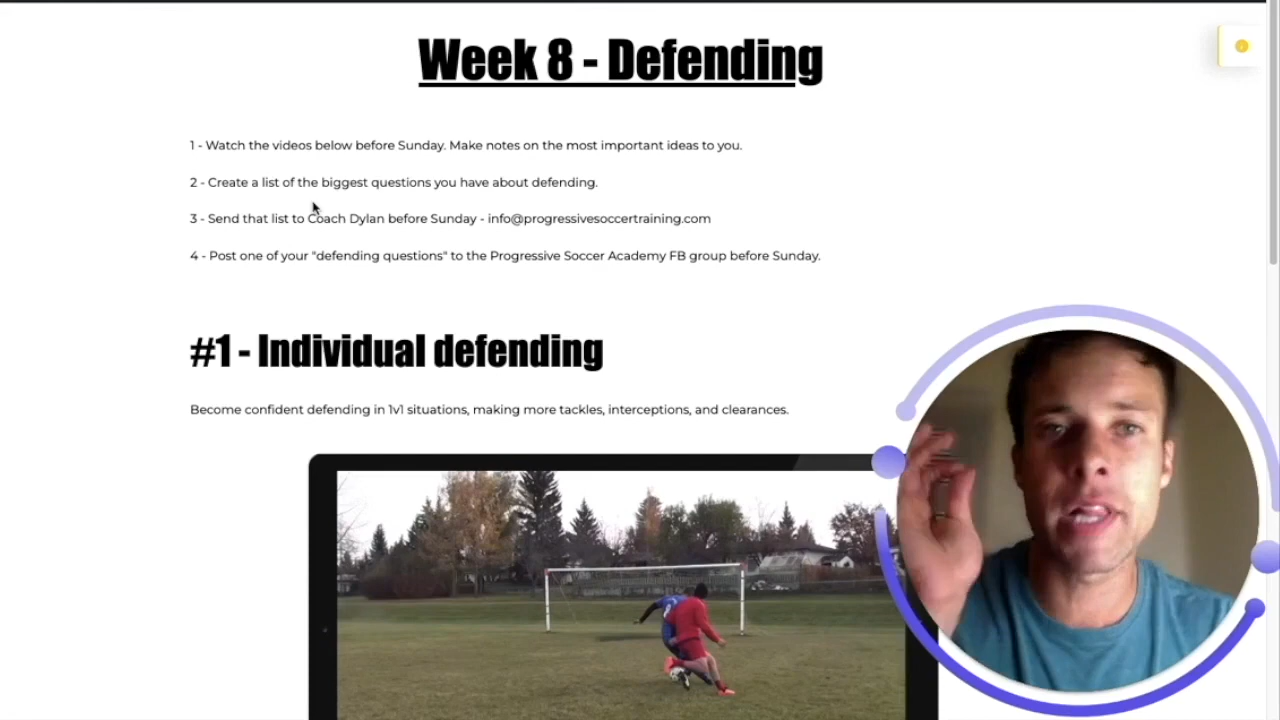 Week 8 - Defending
1 - Watch the videos below before Sunday. Make notes on the most important ideas to you.
2 - Create a list of the biggest questions you have about defending.
3 - Send that list to Coach Dylan before Sunday - info@progressivesoccertraining.com
4 - Post one of your "defending questions" to the Progressive Soccer Academy FB group before Sunday.
#1 - Individual defending
Become confident defending in 1v1 situations, making more tackles, interceptions, and clearances.